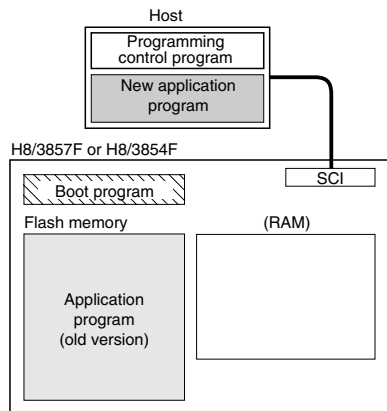 Host
Programming
control program
New application
program
H8/3857F or H8/3854F
SCI
Boot program
Flash memory
(RAM)
Application
program
(old version)